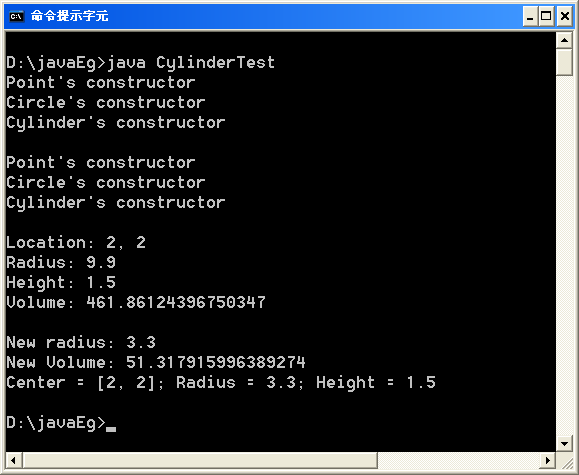 命令提示字元
D:\javaEg>java CylinderTest
Point's constructor
Circle's constructor
Cylinder's constructor
Point's constructor
Circle's constructor
Cylinder's constructor
Location: 2, 2
Radius: 9.9
Height: 1.5
Volume: 461.86124396750347
New radius: 3.3
New Volume: 51.317915996389274
Center = [2, 2]; Radius = 3.3; Height = 1.5
D:\javaEg>_